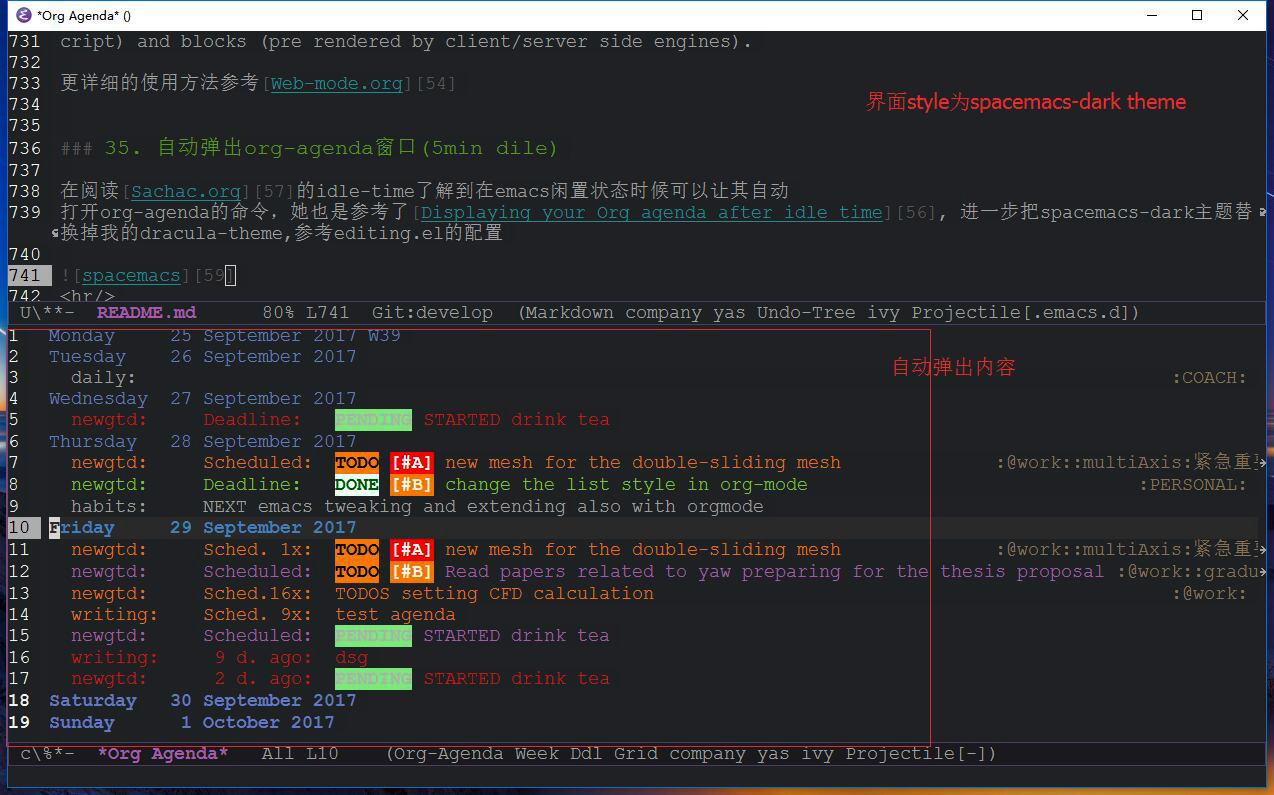 *Org Agenda* ()
731 cript) and blocks (pre rendered by client/server side engines).
732
733 更详细的使用方法参考[Web-mode.org][54]
734
界面style为spacemacs-dark theme
735
736 ### 35. 自动弹出org-agenda窗口(5min dile)
737
738 在阅读[Sachac.org][57]的idle-time了解到在emacs闲置状态时候可以让其自动
739 打开org-agenda的命令，她也是参考了[Displaying your Org agenda after idle time][56], 进一步把spacemacs-dark主题替
换掉我的dracula-theme,参考editing.el的配置
740
741 ![spacemacs][59]
742 <hr/>
U\**- README.md 80% L741 Git:develop (Markdown company yas Undo-Tree ivy Projectile[.emacs.d])
1 Monday 25 September 2017 W39
2 Tuesday 26 September 2017
自动弹出内容
3 daily: :COACH:
4 Wednesday 27 September 2017
5 newgtd: Deadline: PENDING STARTED drink tea
6 Thursday 28 September 2017
7 newgtd: Scheduled: TODO [#A] new mesh for the double-sliding mesh :@work::multiAxis:紧急重
8 newgtd: Deadline: DONE [#B] change the list style in org-mode :PERSONAL:
9 habits: NEXT emacs tweaking and extending also with orgmode
10 Friday 29 September 2017
11 newgtd: Sched. 1x: TODO [#A] new mesh for the double-sliding mesh :@work::multiAxis:紧急重
12 newgtd: Scheduled: TODO [#B] Read papers related to yaw preparing for the thesis proposal :@work::gradu
13 newgtd: Sched.16x: TODOS setting CFD calculation :@work:
14 writing: Sched. 9x: test agenda
15 newgtd: Scheduled: PENDING STARTED drink tea
16 writing: 9 d. ago: dsg
17 newgtd: 2 d. ago: PENDING STARTED drink tea
18 Saturday 30 September 2017
19 Sunday 1 October 2017
c\%*- *Org Agenda* All L10 (Org-Agenda Week Ddl Grid company yas ivy Projectile[-])